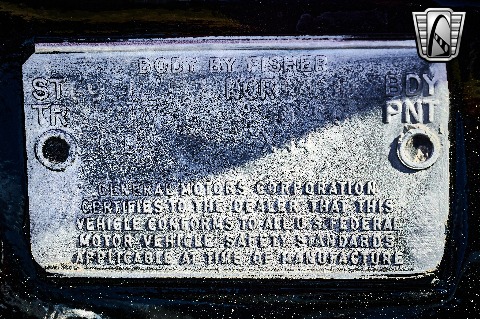 BODY BY FISHER
ST BDY
TR PNT
GENERAL MOTORS CORPORATION
CERTIFIES TO THE DEALER THAT THIS
VEHICLE CONFORMS TO ALL U.S. FEDERAL
MOTOR VEHICLE SAFETY STANDARDS
APPLICABLE AT TIME OF MANUFACTURE